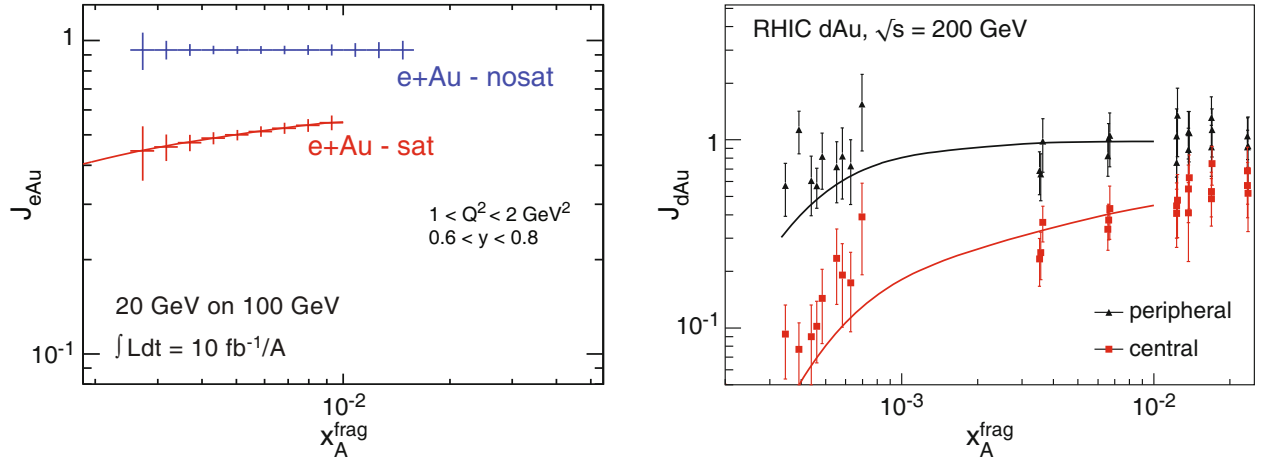 1
10⁻¹
J_eAu
e+Au - nosat
e+Au - sat
1 < Q² < 2 GeV²
0.6 < y < 0.8
20 GeV on 100 GeV
∫Ldt = 10 fb⁻¹/A
10⁻²
x_A^frag
RHIC dAu, √s = 200 GeV
1
10⁻¹
J_dAu
peripheral
central
10⁻³
10⁻²
x_A^frag